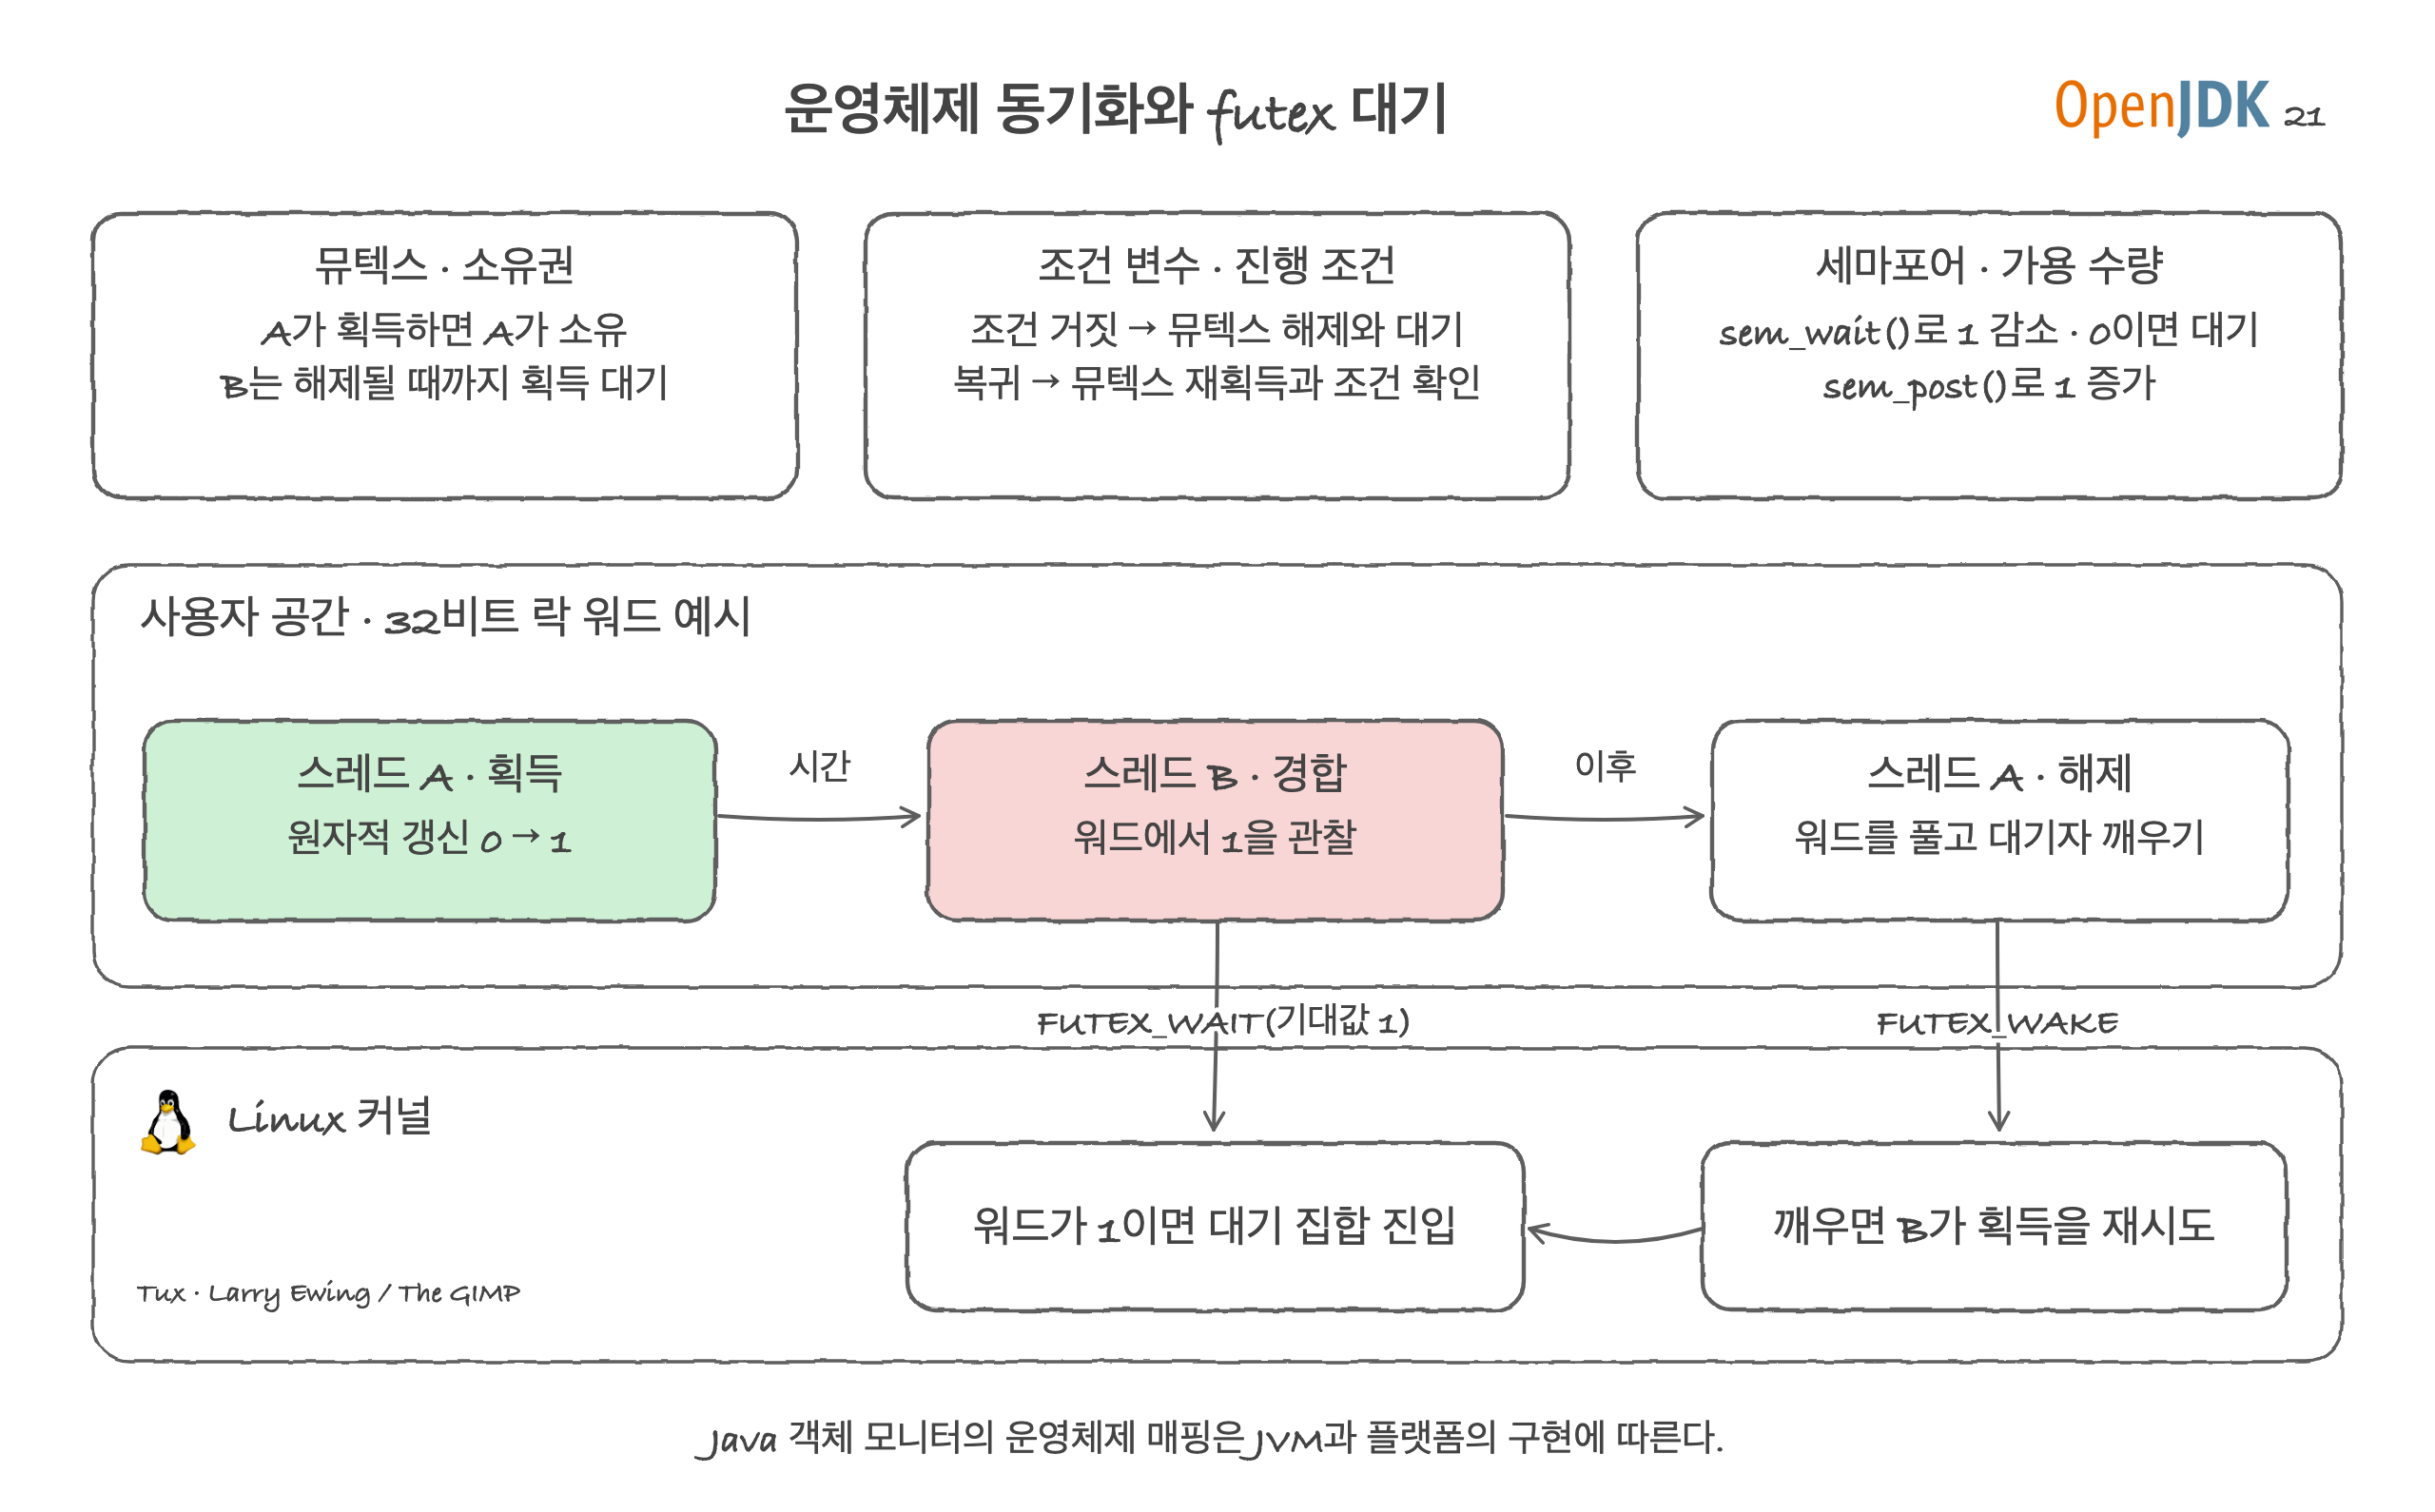 운영체제 동기화와 futex 대기
OpenJDK 21
뮤텍스 · 소유권
A가 획득하면 A가 소유
B는 해제될 때까지 획득 대기
조건 변수 · 진행 조건
조건 거짓 → 뮤텍스 해제와 대기
복귀 → 뮤텍스 재획득과 조건 확인
세마포어 · 가용 수량
sem_wait()로 1 감소 · 0이면 대기
sem_post()로 1 증가
사용자 공간 · 32비트 락 워드 예시
스레드 A · 획득
원자적 갱신 0 → 1
시간
스레드 B · 경합
워드에서 1을 관찰
이후
스레드 A · 해제
워드를 풀고 대기자 깨우기
FUTEX_WAIT(기대값 1)
FUTEX_WAKE
Linux 커널
워드가 1이면 대기 집합 진입
깨우면 B가 획득을 재시도
Tux · Larry Ewing / The GIMP
Java 객체 모니터의 운영체제 매핑은 JVM과 플랫폼의 구현에 따른다.